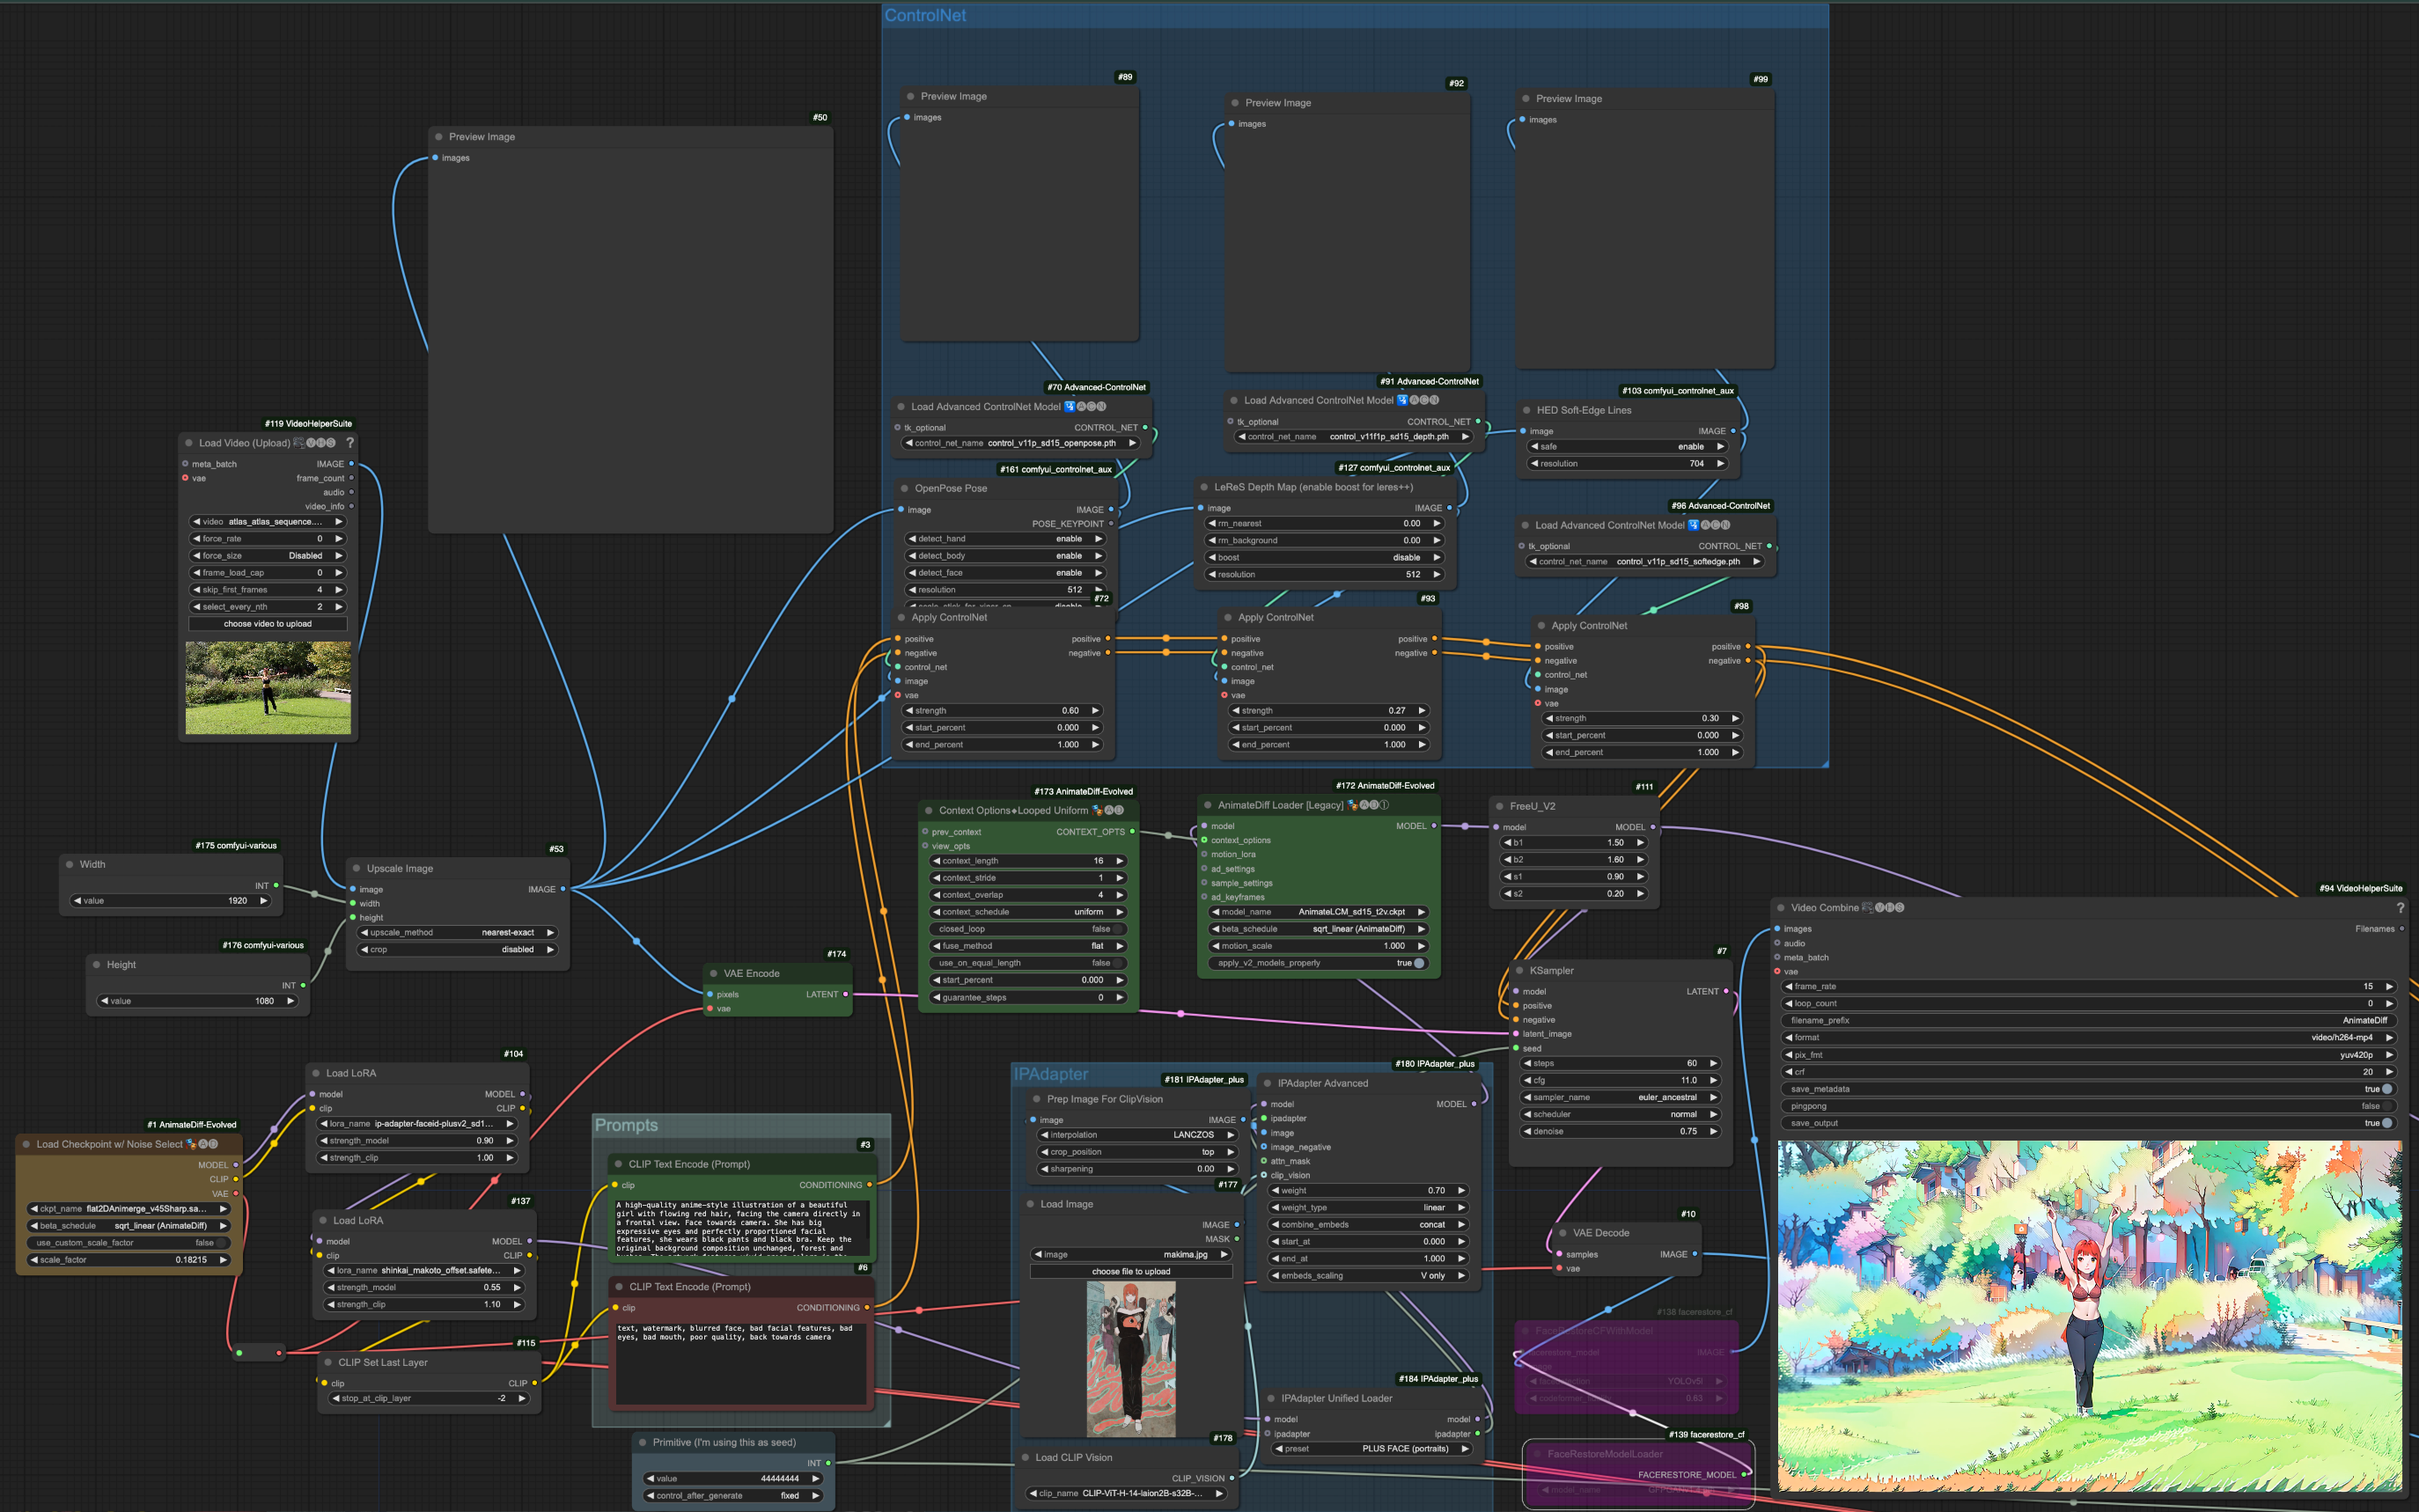 ControlNet
#89
Preview Image
images
#92
Preview Image
images
#99
Preview Image
images
#50
Preview Image
images
#70 Advanced-ControlNet
Load Advanced ControlNet Model
tk_optional CONTROL_NET
control_net_name control_v11p_sd15_openpose.pth
#91 Advanced-ControlNet
Load Advanced ControlNet Model
tk_optional CONTROL_NET
control_net_name control_v11f1p_sd15_depth.pth
#103 comfyui_controlnet_aux
HED Soft-Edge Lines
image IMAGE
safe enable
resolution 704
#119 VideoHelperSuite
Load Video (Upload) VHS ?
meta_batch IMAGE
vae frame_count
audio
video_info
video atlas_atlas_sequence....
force_rate 0
force_size Disabled
frame_load_cap 0
skip_first_frames 4
select_every_nth 2
choose video to upload
#161 comfyui_controlnet_aux
OpenPose Pose
image IMAGE
POSE_KEYPOINT
detect_hand enable
detect_body enable
detect_face enable
resolution 512
#127 comfyui_controlnet_aux
LeReS Depth Map (enable boost for leres++)
image IMAGE
rm_nearest 0.00
rm_background 0.00
boost disable
resolution 512
#96 Advanced-ControlNet
Load Advanced ControlNet Model
tk_optional CONTROL_NET
control_net_name control_v11p_sd15_softedge.pth
#72
Apply ControlNet
positive positive
negative negative
control_net
image
vae
strength 0.60
start_percent 0.000
end_percent 1.000
#93
Apply ControlNet
positive positive
negative negative
control_net
image
vae
strength 0.27
start_percent 0.000
end_percent 1.000
#98
Apply ControlNet
positive positive
negative negative
control_net
image
vae
strength 0.30
start_percent 0.000
end_percent 1.000
#175 comfyui-various
Width
INT
value 1920
#176 comfyui-various
Height
INT
value 1080
#53
Upscale Image
image IMAGE
width
height
upscale_method nearest-exact
crop disabled
#174
VAE Encode
pixels LATENT
vae
#173 AnimateDiff-Evolved
Context Options◆Looped Uniform
prev_context CONTEXT_OPTS
view_opts
context_length 16
context_stride 1
context_overlap 4
context_schedule uniform
closed_loop false
fuse_method flat
use_on_equal_length false
start_percent 0.000
guarantee_steps 0
#172 AnimateDiff-Evolved
AnimateDiff Loader [Legacy]
model MODEL
context_options
motion_lora
ad_settings
sample_settings
ad_keyframes
model_name AnimateLCM_sd15_t2v.ckpt
beta_schedule sqrt_linear (AnimateDiff)
motion_scale 1.000
apply_v2_models_properly true
#111
FreeU_V2
model MODEL
b1 1.50
b2 1.60
s1 0.90
s2 0.20
#7
KSampler
model LATENT
positive
negative
latent_image
seed
steps 60
cfg 11.0
sampler_name euler_ancestral
scheduler normal
denoise 0.75
#94 VideoHelperSuite
Video Combine VHS ?
images Filenames
audio
meta_batch
vae
frame_rate 15
loop_count 0
filename_prefix AnimateDiff
format video/h264-mp4
pix_fmt yuv420p
crf 20
save_metadata true
pingpong false
save_output true
#1 AnimateDiff-Evolved
Load Checkpoint w/ Noise Select
MODEL
CLIP
VAE
ckpt_name flat2DAnimerge_v45Sharp.sa...
beta_schedule sqrt_linear (AnimateDiff)
use_custom_scale_factor false
scale_factor 0.18215
#104
Load LoRA
model MODEL
clip CLIP
lora_name ip-adapter-faceid-plusv2_sd1...
strength_model 0.90
strength_clip 1.00
#137
Load LoRA
model MODEL
clip CLIP
lora_name shinkai_makoto_offset.safete...
strength_model 0.55
strength_clip 1.10
#115
CLIP Set Last Layer
clip CLIP
stop_at_clip_layer -2
Prompts
#3
CLIP Text Encode (Prompt)
clip CONDITIONING
A high-quality anime-style illustration of a beautiful
girl with flowing red hair, facing the camera directly in
a frontal view. Face towards camera. She has big
expressive eyes and perfectly proportioned facial
features, she wears black pants and black bra. Keep the
original background composition unchanged, forest and
#6
CLIP Text Encode (Prompt)
clip CONDITIONING
text, watermark, blurred face, bad facial features, bad
eyes, bad mouth, poor quality, back towards camera
Primitive (I'm using this as seed)
INT
value 44444444
control_after_generate fixed
IPAdapter
#181 IPAdapter_plus
Prep Image For ClipVision
image IMAGE
interpolation LANCZOS
crop_position top
sharpening 0.00
#177
Load Image
IMAGE
MASK
image makima.jpg
choose file to upload
#178
Load CLIP Vision
CLIP_VISION
clip_name CLIP-ViT-H-14-laion2B-s32B-...
#180 IPAdapter_plus
IPAdapter Advanced
model MODEL
ipadapter
image
image_negative
attn_mask
clip_vision
weight 0.70
weight_type linear
combine_embeds concat
start_at 0.000
end_at 1.000
embeds_scaling V only
#184 IPAdapter_plus
IPAdapter Unified Loader
model model
ipadapter ipadapter
preset PLUS FACE (portraits)
#10
VAE Decode
samples IMAGE
vae
#138 facerestore_cf
FaceRestoreCFWithModel
facerestore_model IMAGE
YOLOv5l
0.63
#139 facerestore_cf
FaceRestoreModelLoader
FACERESTORE_MODEL
model_name